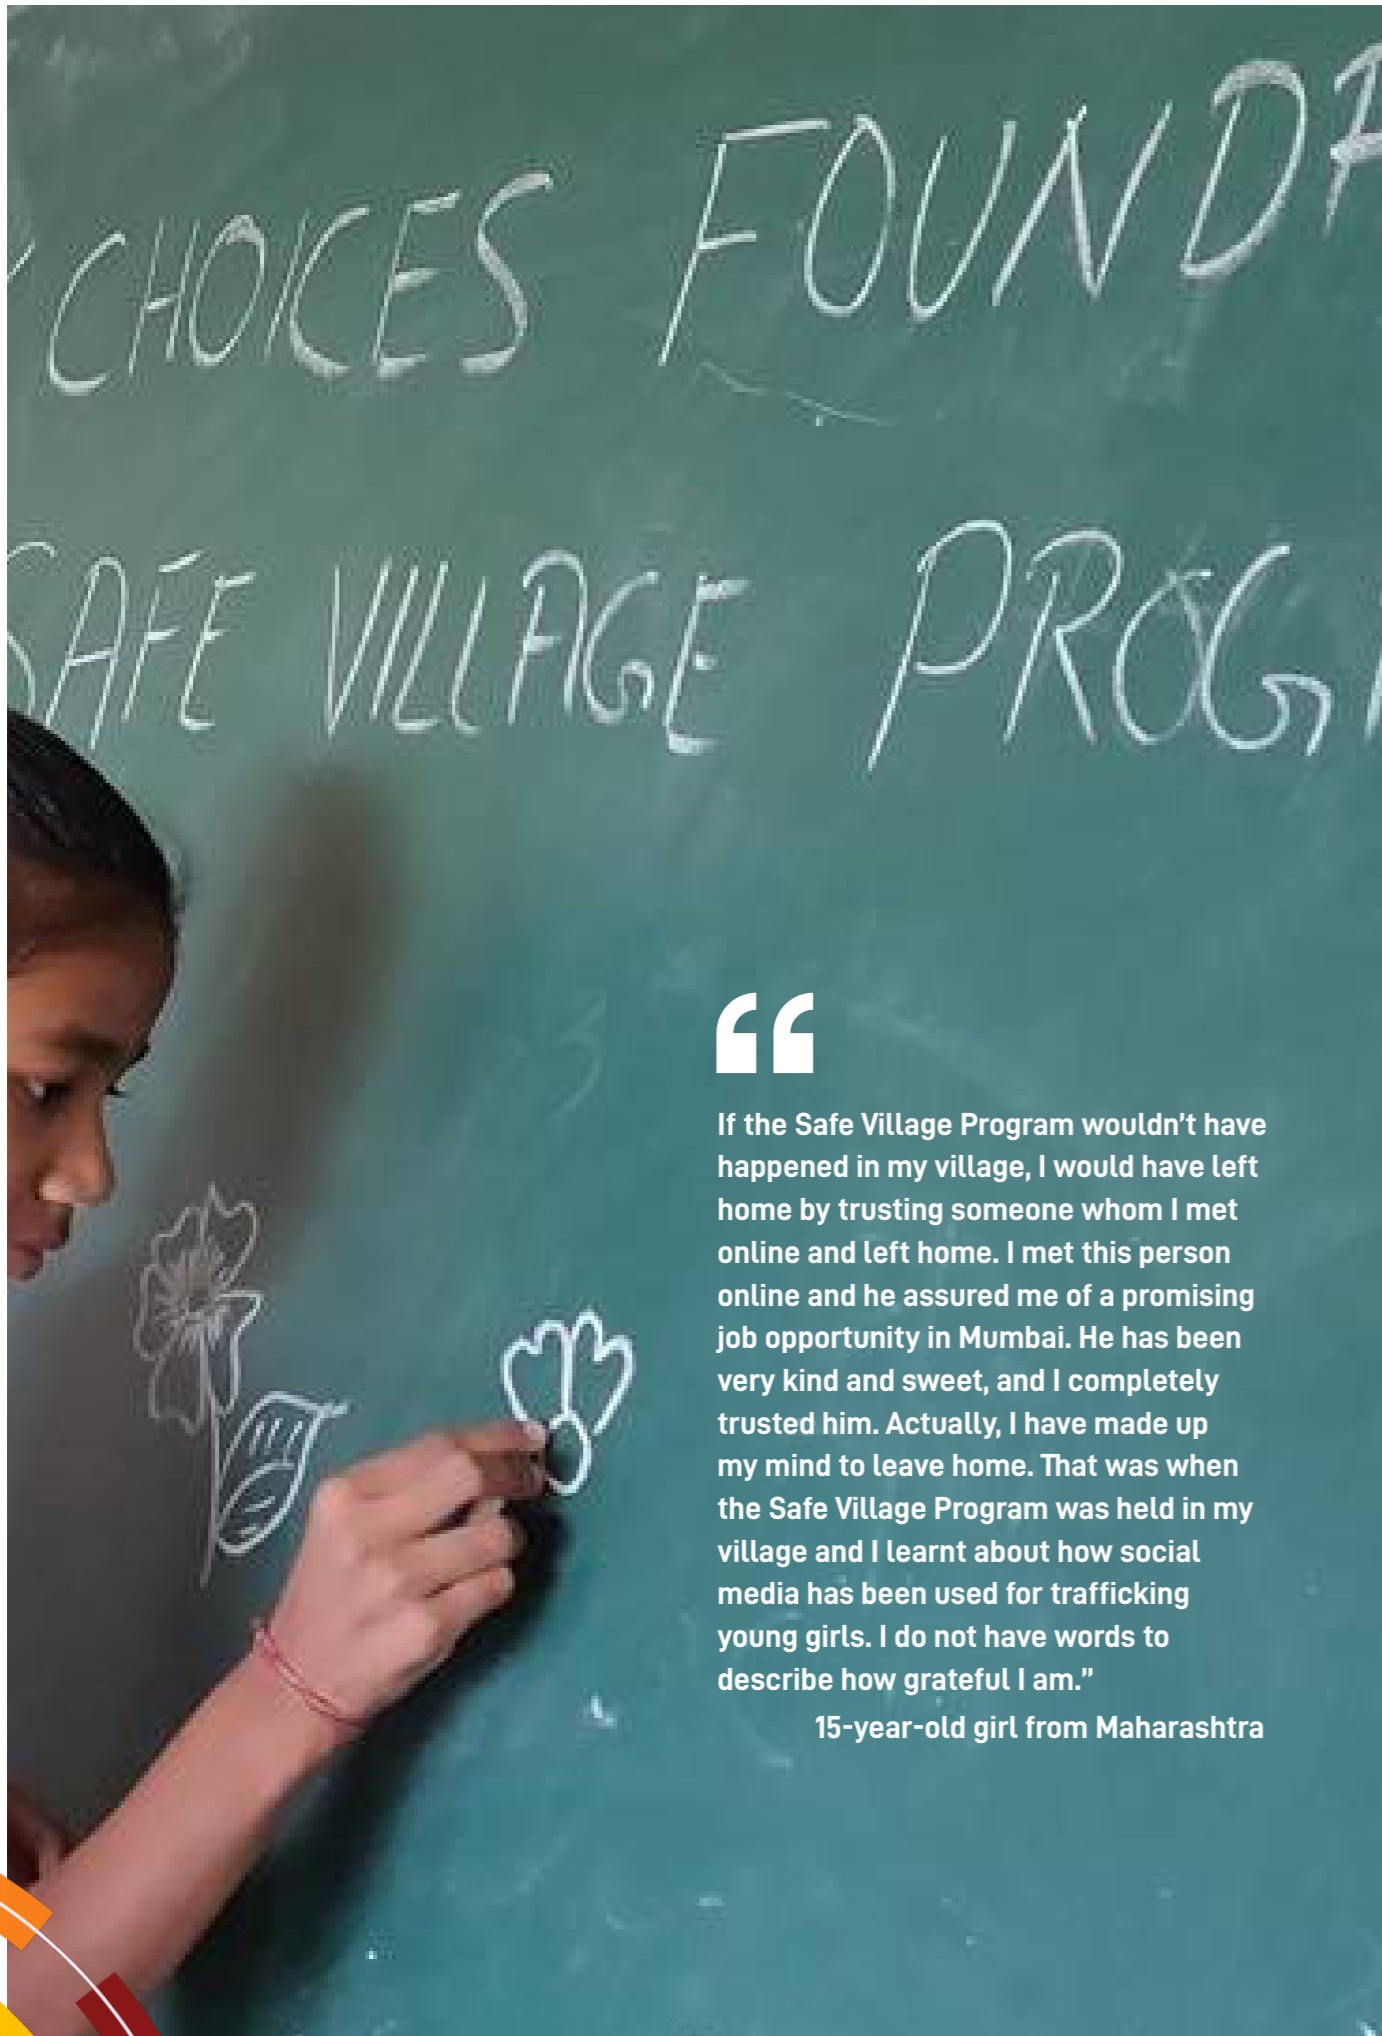 CHOICES FOUNDA
SAFE VILLAGE PROG
“
If the Safe Village Program wouldn’t have
happened in my village, I would have left
home by trusting someone whom I met
online and left home. I met this person
online and he assured me of a promising
job opportunity in Mumbai. He has been
very kind and sweet, and I completely
trusted him. Actually, I have made up
my mind to leave home. That was when
the Safe Village Program was held in my
village and I learnt about how social
media has been used for trafficking
young girls. I do not have words to
describe how grateful I am.”
15-year-old girl from Maharashtra